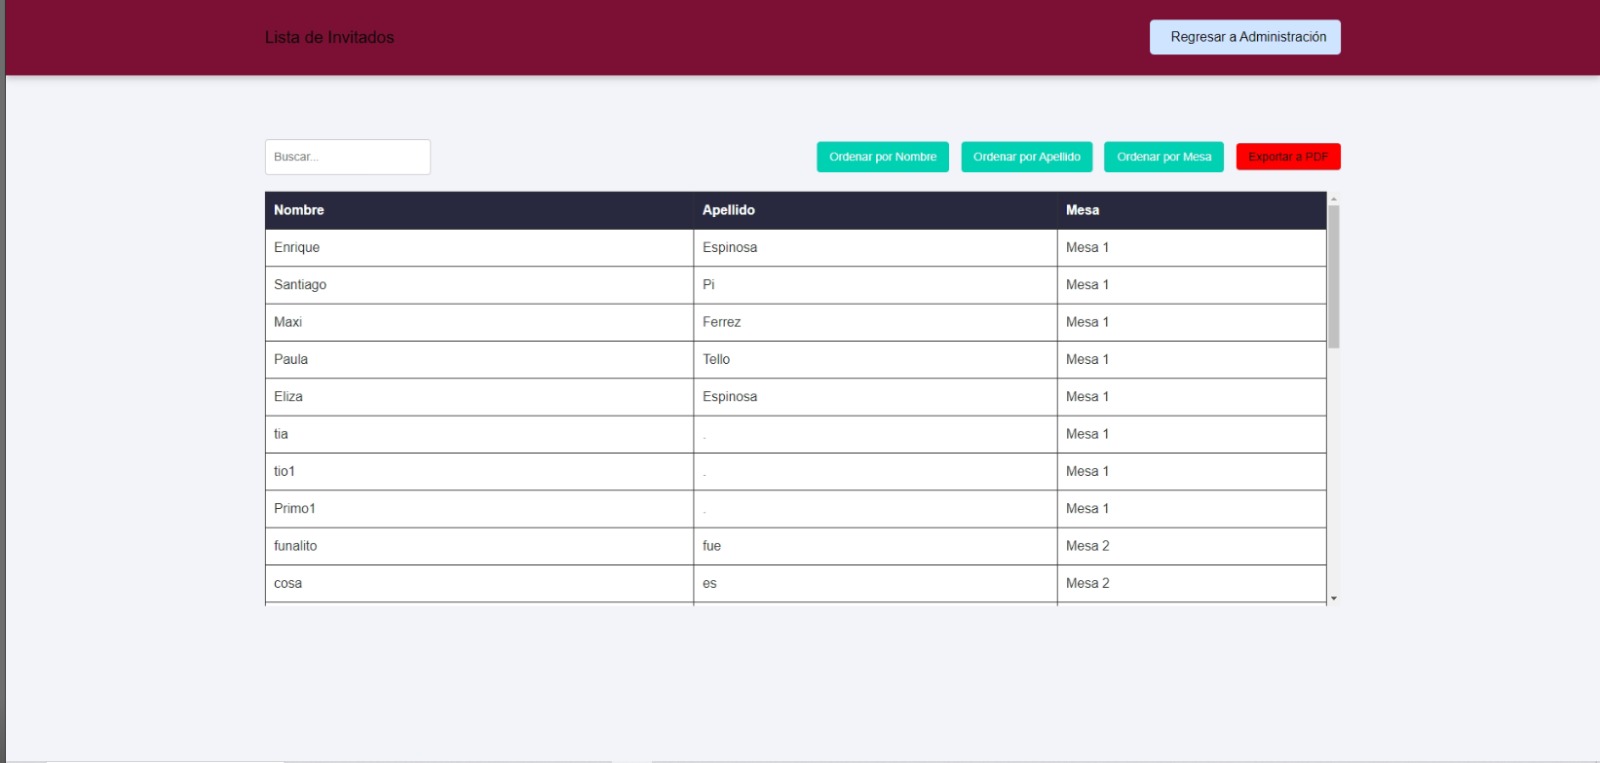 Lista de Invitados
Regresar a Administración
Buscar...
Ordenar por Nombre
Ordenar por Apellido
Ordenar por Mesa
Exportar a PDF
Nombre Apellido Mesa
Enrique Espinosa Mesa 1
Santiago Pi Mesa 1
Maxi Ferrez Mesa 1
Paula Tello Mesa 1
Eliza Espinosa Mesa 1
tia . Mesa 1
tio1 . Mesa 1
Primo1 . Mesa 1
funalito fue Mesa 2
cosa es Mesa 2